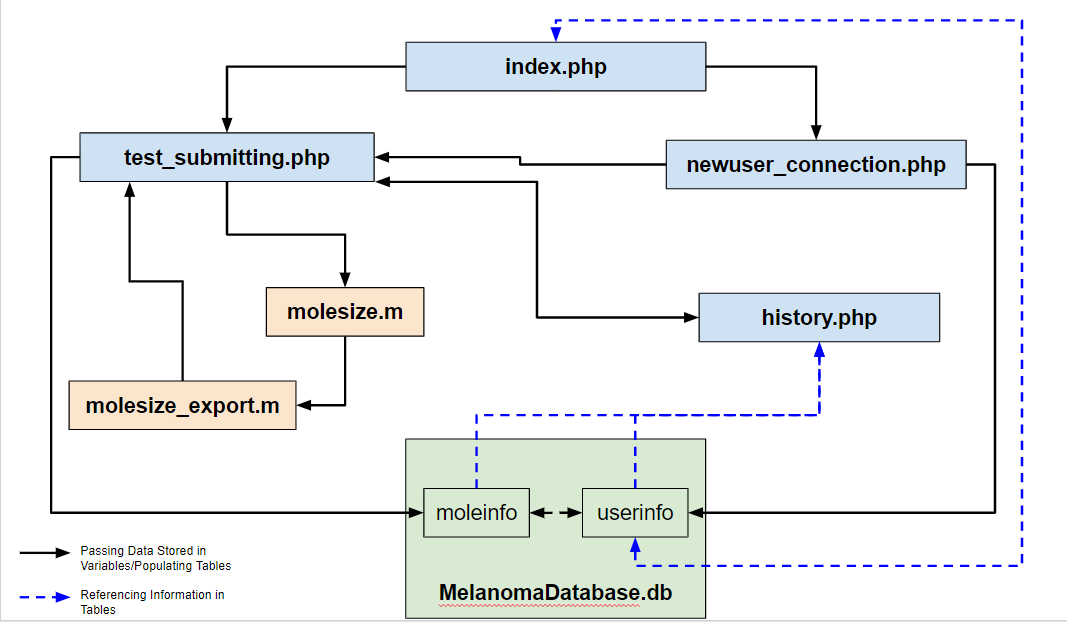 index.php
test_submitting.php
newuser_connection.php
molesize.m
history.php
molesize_export.m
moleinfo
userinfo
Passing Data Stored in
Variables/Populating Tables
MelanomaDatabase.db
Referencing Information in
Tables